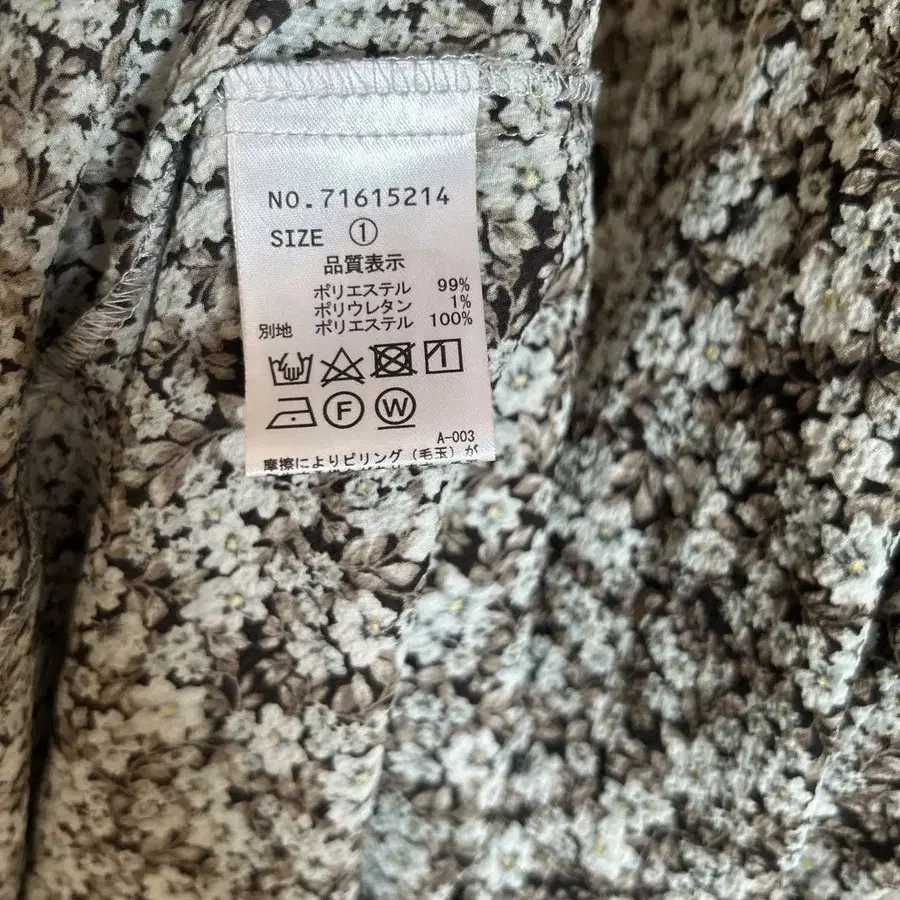 NO.71615214
SIZE ①
品質表示
ポリエステル 99%
ポリウレタン 1%
別地 ポリエステル 100%
F W
A-003
摩擦によりピリング(毛玉)が